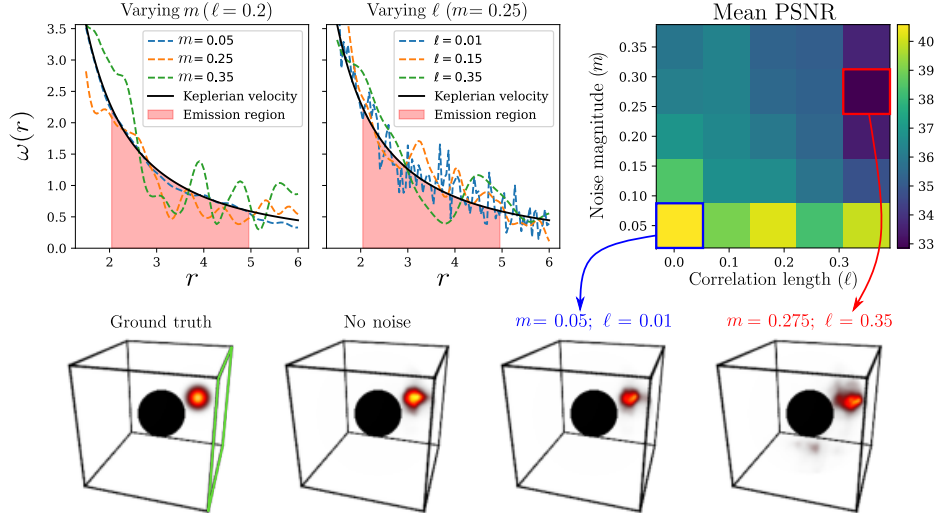 Varying m (ℓ = 0.2)
3.5
3.0
2.5
2.0
1.5
1.0
0.5
0.0
ω(r)
m = 0.05
m = 0.25
m = 0.35
Keplerian velocity
Emission region
2 3 4 5 6
r
Varying ℓ (m = 0.25)
ℓ = 0.01
ℓ = 0.15
ℓ = 0.35
Keplerian velocity
Emission region
2 3 4 5 6
r
Mean PSNR
Noise magnitude (m)
0.35
0.30
0.25
0.20
0.15
0.10
0.05
0.0 0.1 0.2 0.3
Correlation length (ℓ)
40
39
38
37
36
35
34
33
Ground truth
No noise
m = 0.05; ℓ = 0.01
m = 0.275; ℓ = 0.35